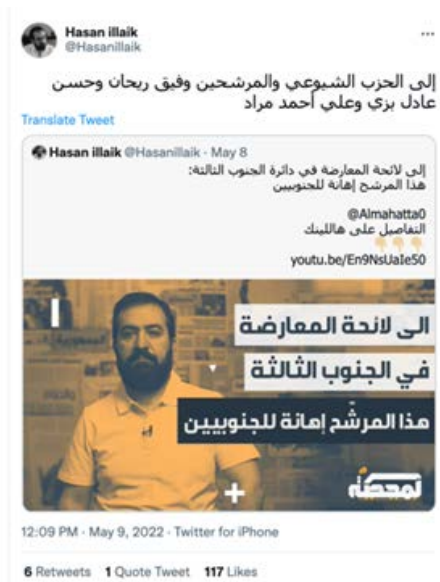 Hasan illaik
@Hasanillaik
إلى الحزب الشيوعي والمرشحين وفيق ريحان وحسن
عادل بزي وعلي أحمد مراد
Translate Tweet
Hasan illaik @Hasanillaik · May 8
إلى لائحة المعارضة في دائرة الجنوب الثالثة:
هذا المرشح إهانة للجنوبيين
@Almahatta0
التفاصيل على هاللينك
👇🏼👇🏼👇🏼
youtu.be/En9NsUaIe50
الى لائحة المعارضة
في الجنوب الثالثة
هذا المرشّح إهانة للجنوبيين
المحطة
12:09 PM · May 9, 2022 · Twitter for iPhone
6 Retweets 1 Quote Tweet 117 Likes